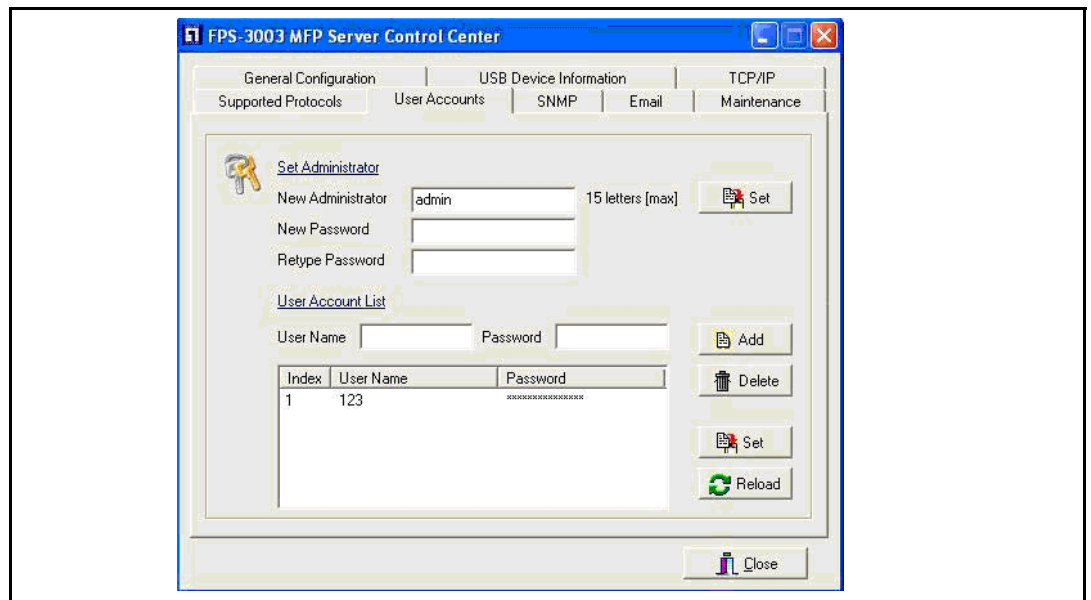 FPS-3003 MFP Server Control Center
General Configuration USB Device Information TCP/IP
Supported Protocols User Accounts SNMP Email Maintenance
Set Administrator
New Administrator admin 15 letters [max] Set
New Password
Retype Password
User Account List
User Name Password Add
Index User Name Password Delete
1 123 ***************
Set
Reload
Close